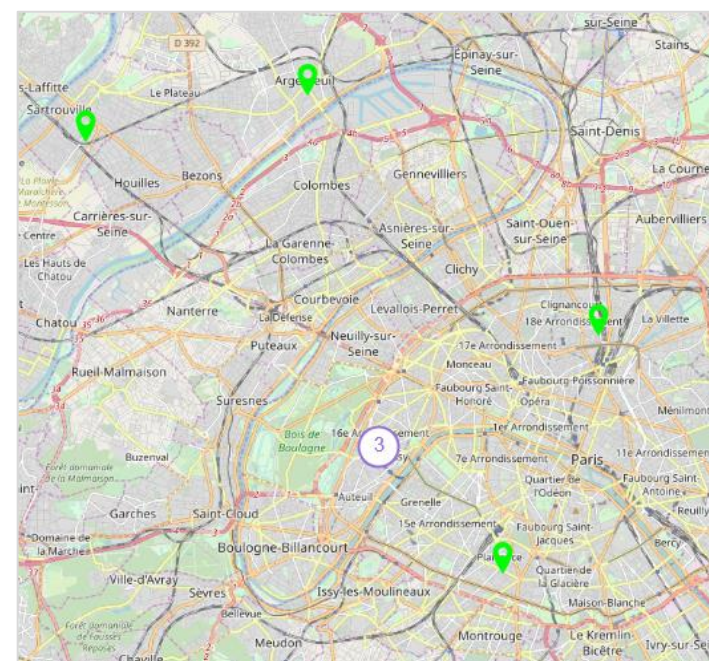 sur-Seine
D 392
Stains
Epinay-sur-
Seine
s-Laffitte
Le Plateau
Sartrouville
Saint-Denis
La Courne
Houilles
Bezons
Colombes
Gennevilliers
Carrières-sur-
Seine
Aubervilliers
Saint-Ouen-
sur-Seine
Asnières-sur-
Seine
Centre
La Garenne-
Colombes
Les Hauts de
Chatou
Clichy
Courbevoie
Levallois-Perret
Nanterre
La Défense
La Villette
18e Arrondissement
Chatou
Puteaux
Neuilly-sur-
Seine
17e Arrondissement
Monceau
Rueil-Malmaison
Faubourg-Poissonnière
Faubourg Saint-
Honoré
Opéra
Suresnes
Ménilmont
1er Arrondissement
Bois de
Boulogne
3
Buzenval
7e Arrondissement
Paris
11e Arrondissement
Forêt domaniale
de la Malmaison
Quartier de
l'Odéon
Faubourg Saint-
Antoine
Reuilly
Auteuil
Grenelle
Garches
Saint-Cloud
15e Arrondissement
Faubourg Saint-
Jacques
Domaine de
la Marche
Boulogne-Billancourt
Bercy
Quartier de
la Glacière
Ville-d'Avray
Sèvres
Issy-les-Moulineaux
Maison-Blanche
Bellevue
Forêt domaniale
de Fausses
Reposes
Meudon
Montrouge
Le Kremlin
Bicêtre
Ivry-sur-Se
Chaville